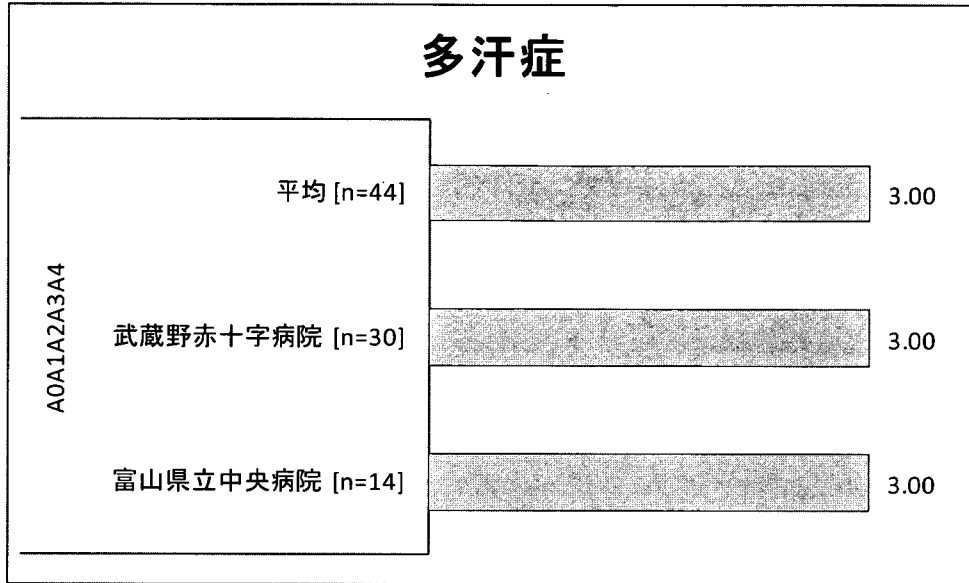 多汗症
A0A1A2A3A4
平均 [n=44]
3.00
武蔵野赤十字病院 [n=30]
3.00
富山県立中央病院 [n=14]
3.00